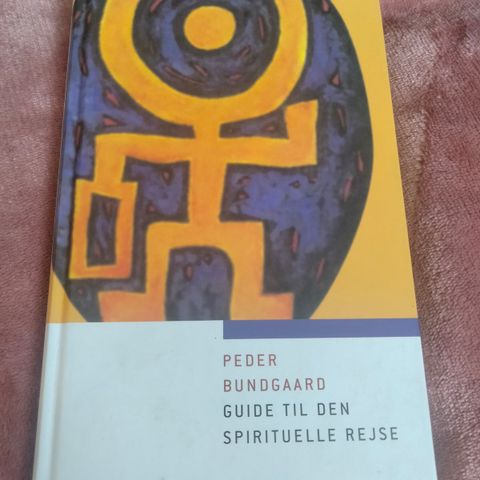 PEDER
BUNDGAARD
GUIDE TIL DEN
SPIRITUELLE REJSE